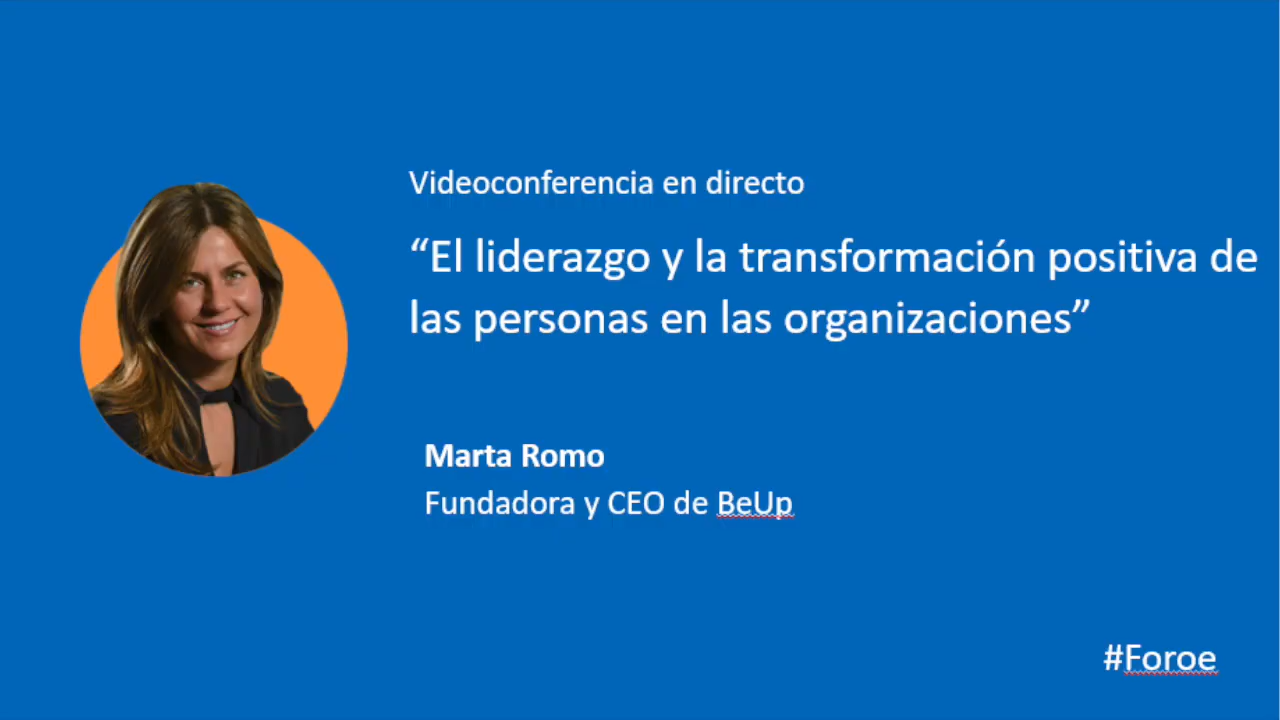 Videoconferencia en directo
“El liderazgo y la transformación positiva de
las personas en las organizaciones”
Marta Romo
Fundadora y CEO de BeUp
#Foroe